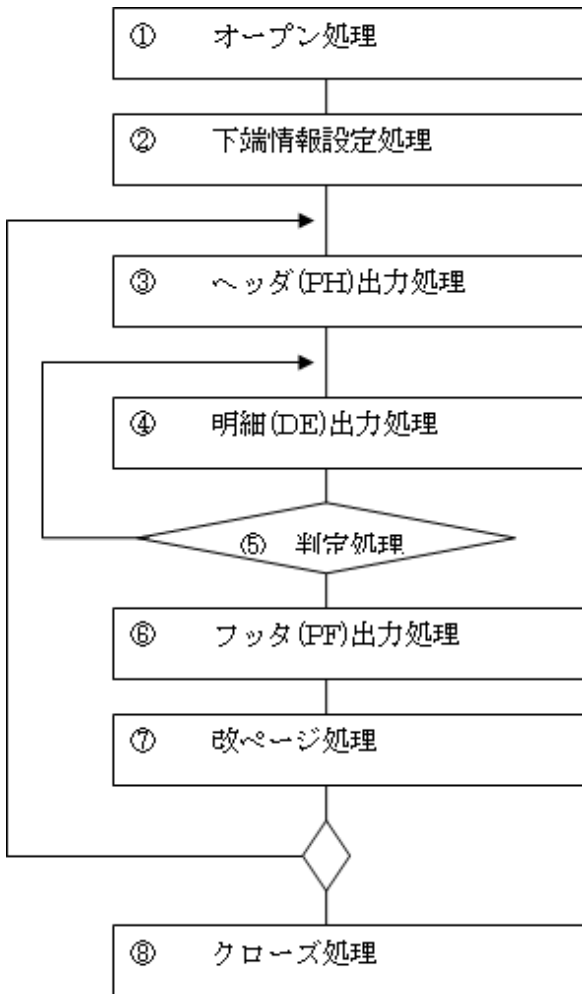 ① オープン処理
② 下端情報設定処理
③ ヘッダ(PH)出力処理
④ 明細(DE)出力処理
⑤ 判定処理
⑥ フッタ(PF)出力処理
⑦ 改ページ処理
⑧ クローズ処理